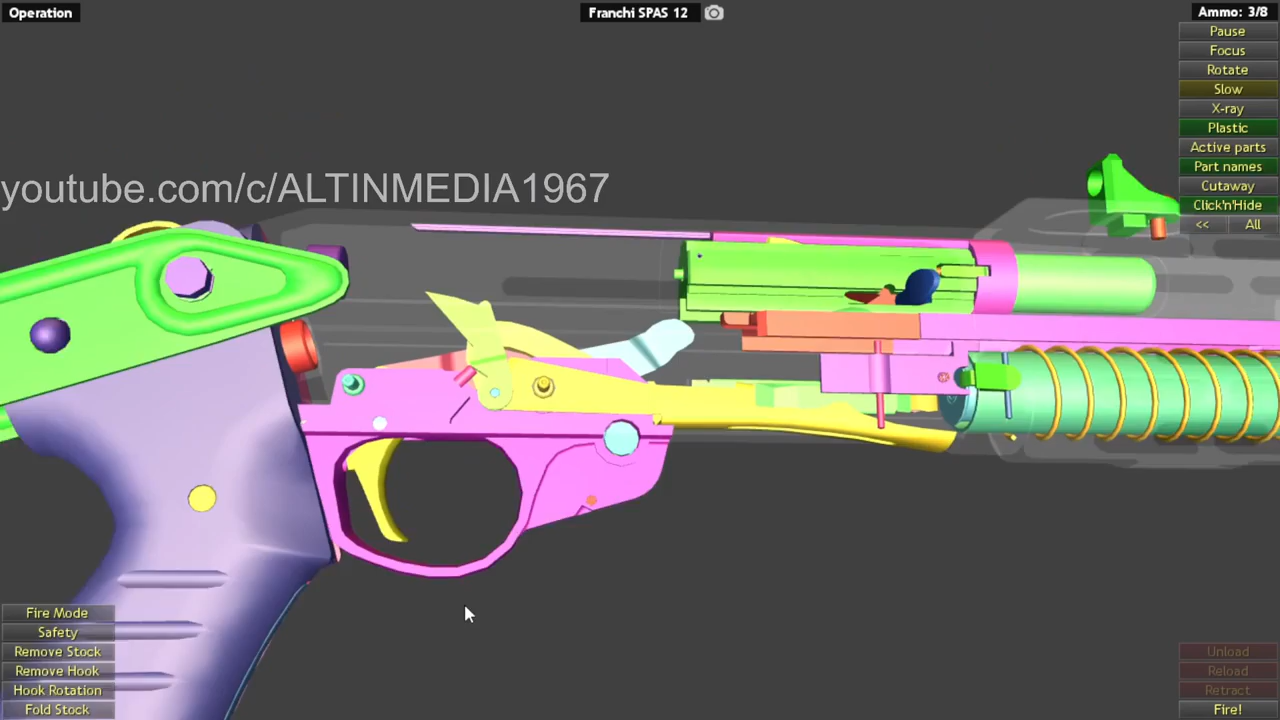 Operation
Franchi SPAS 12
Ammo: 3/8
Pause
Focus
Rotate
Slow
X-ray
Plastic
Active parts
Part names
Cutaway
Click'n'Hide
<< All
youtube.com/c/ALTINMEDIA1967
Fire Mode
Safety
Remove Stock
Remove Hook
Hook Rotation
Fold Stock
Unload
Reload
Retract
Fire!